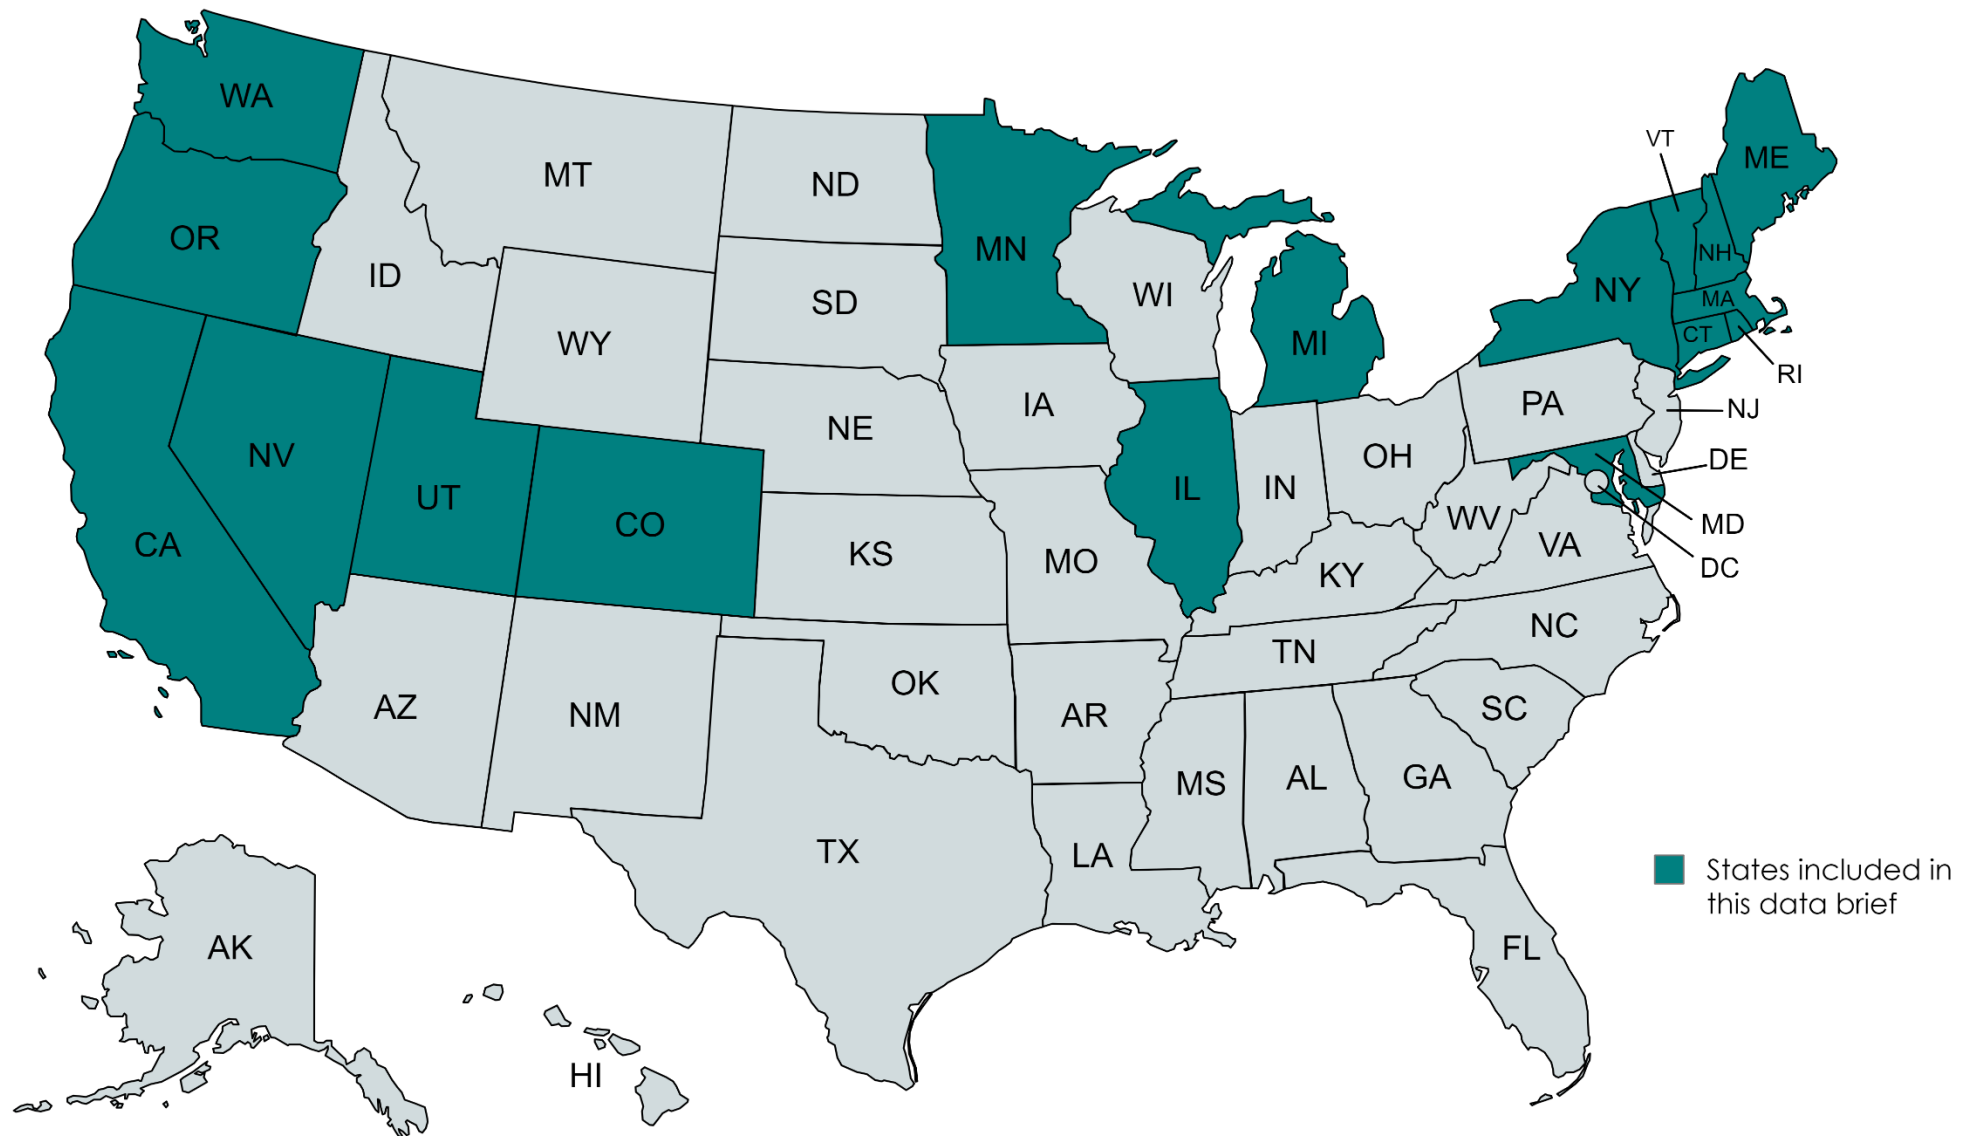 WA
MT
ND
MN
VT
ME
OR
ID
SD
WI
NH
NY
MA
WY
MI
CT
RI
NE
IA
PA
NJ
NV
UT
CO
IL
IN
OH
DE
CA
KS
MO
WV
VA
MD
KY
DC
NC
TN
AZ
NM
OK
AR
SC
MS
AL
GA
TX
LA
States included in
this data brief
AK
FL
HI